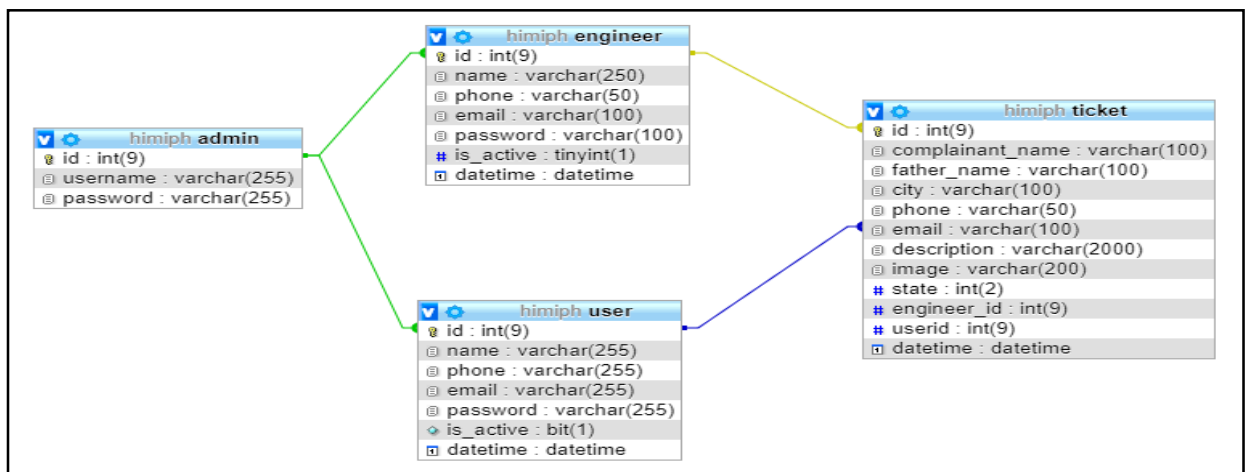 himiph admin
id : int(9)
username : varchar(255)
password : varchar(255)
himiph engineer
id : int(9)
name : varchar(250)
phone : varchar(50)
email : varchar(100)
password : varchar(100)
# is_active : tinyint(1)
datetime : datetime
himiph user
id : int(9)
name : varchar(255)
phone : varchar(255)
email : varchar(255)
password : varchar(255)
is_active : bit(1)
datetime : datetime
himiph ticket
id : int(9)
complainant_name : varchar(100)
father_name : varchar(100)
city : varchar(100)
phone : varchar(50)
email : varchar(100)
description : varchar(2000)
image : varchar(200)
# state : int(2)
# engineer_id : int(9)
# userid : int(9)
datetime : datetime